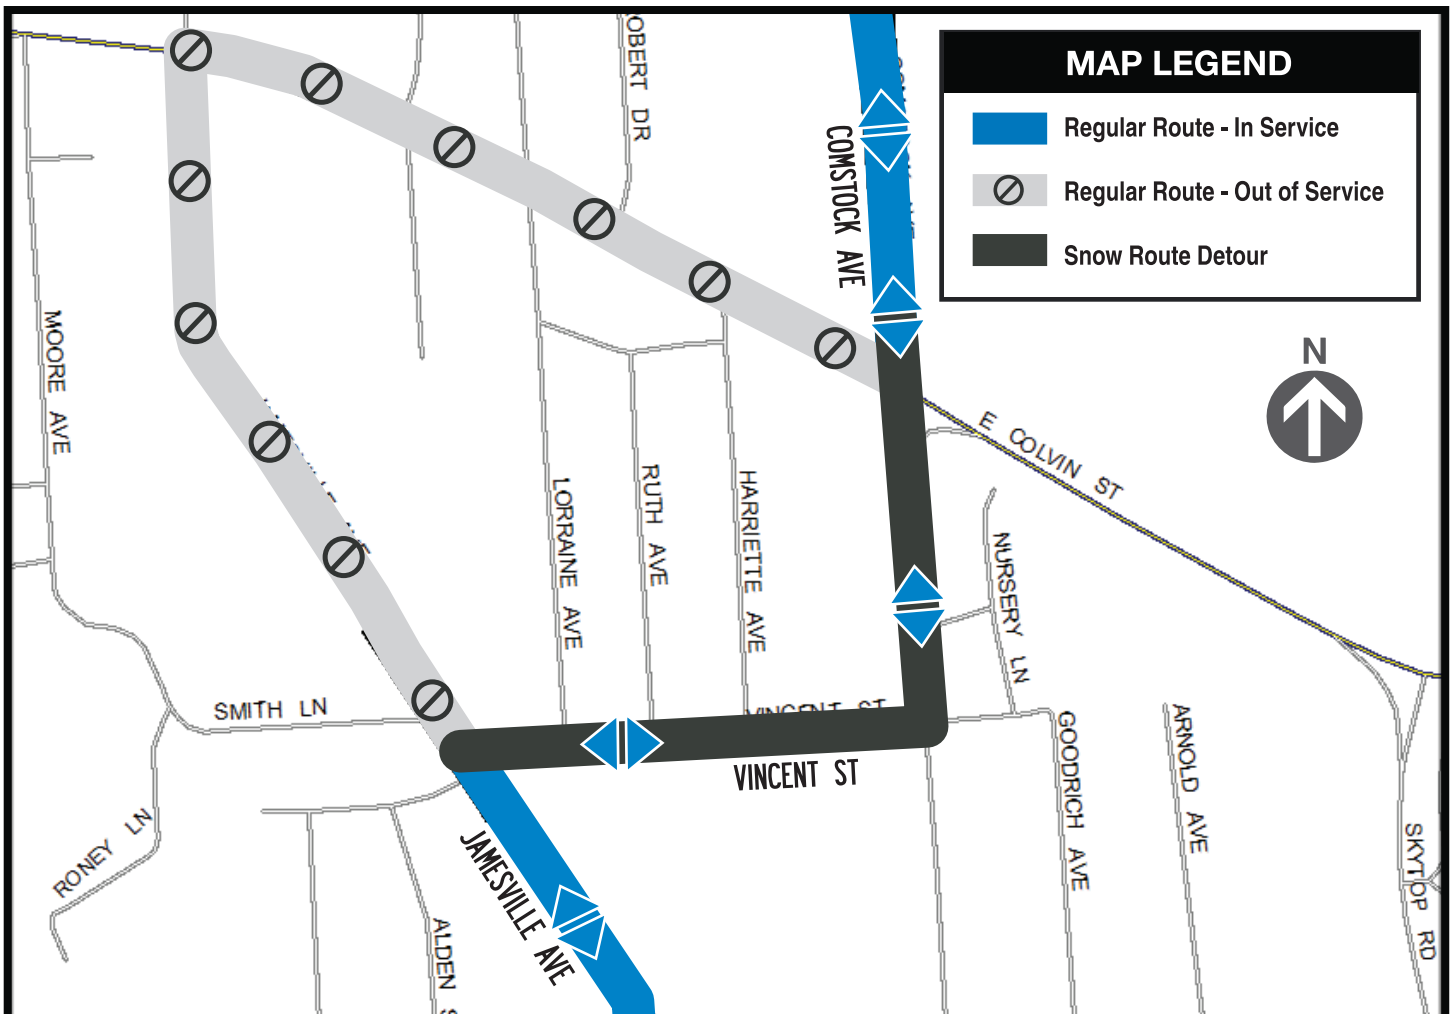 MAP LEGEND
Regular Route - In Service
Regular Route - Out of Service
Snow Route Detour
N
OBERT DR
COMSTOCK AVE
MOORE AVE
E COLVIN ST
LORRAINE AVE
RUTH AVE
HARRIETTE AVE
NURSERY LN
SMITH LN
VINCENT ST
VINCENT ST
GOODRICH AVE
ARNOLD AVE
SKYTOP RD
RONEY LN
JAMESVILLE AVE
ALDEN S